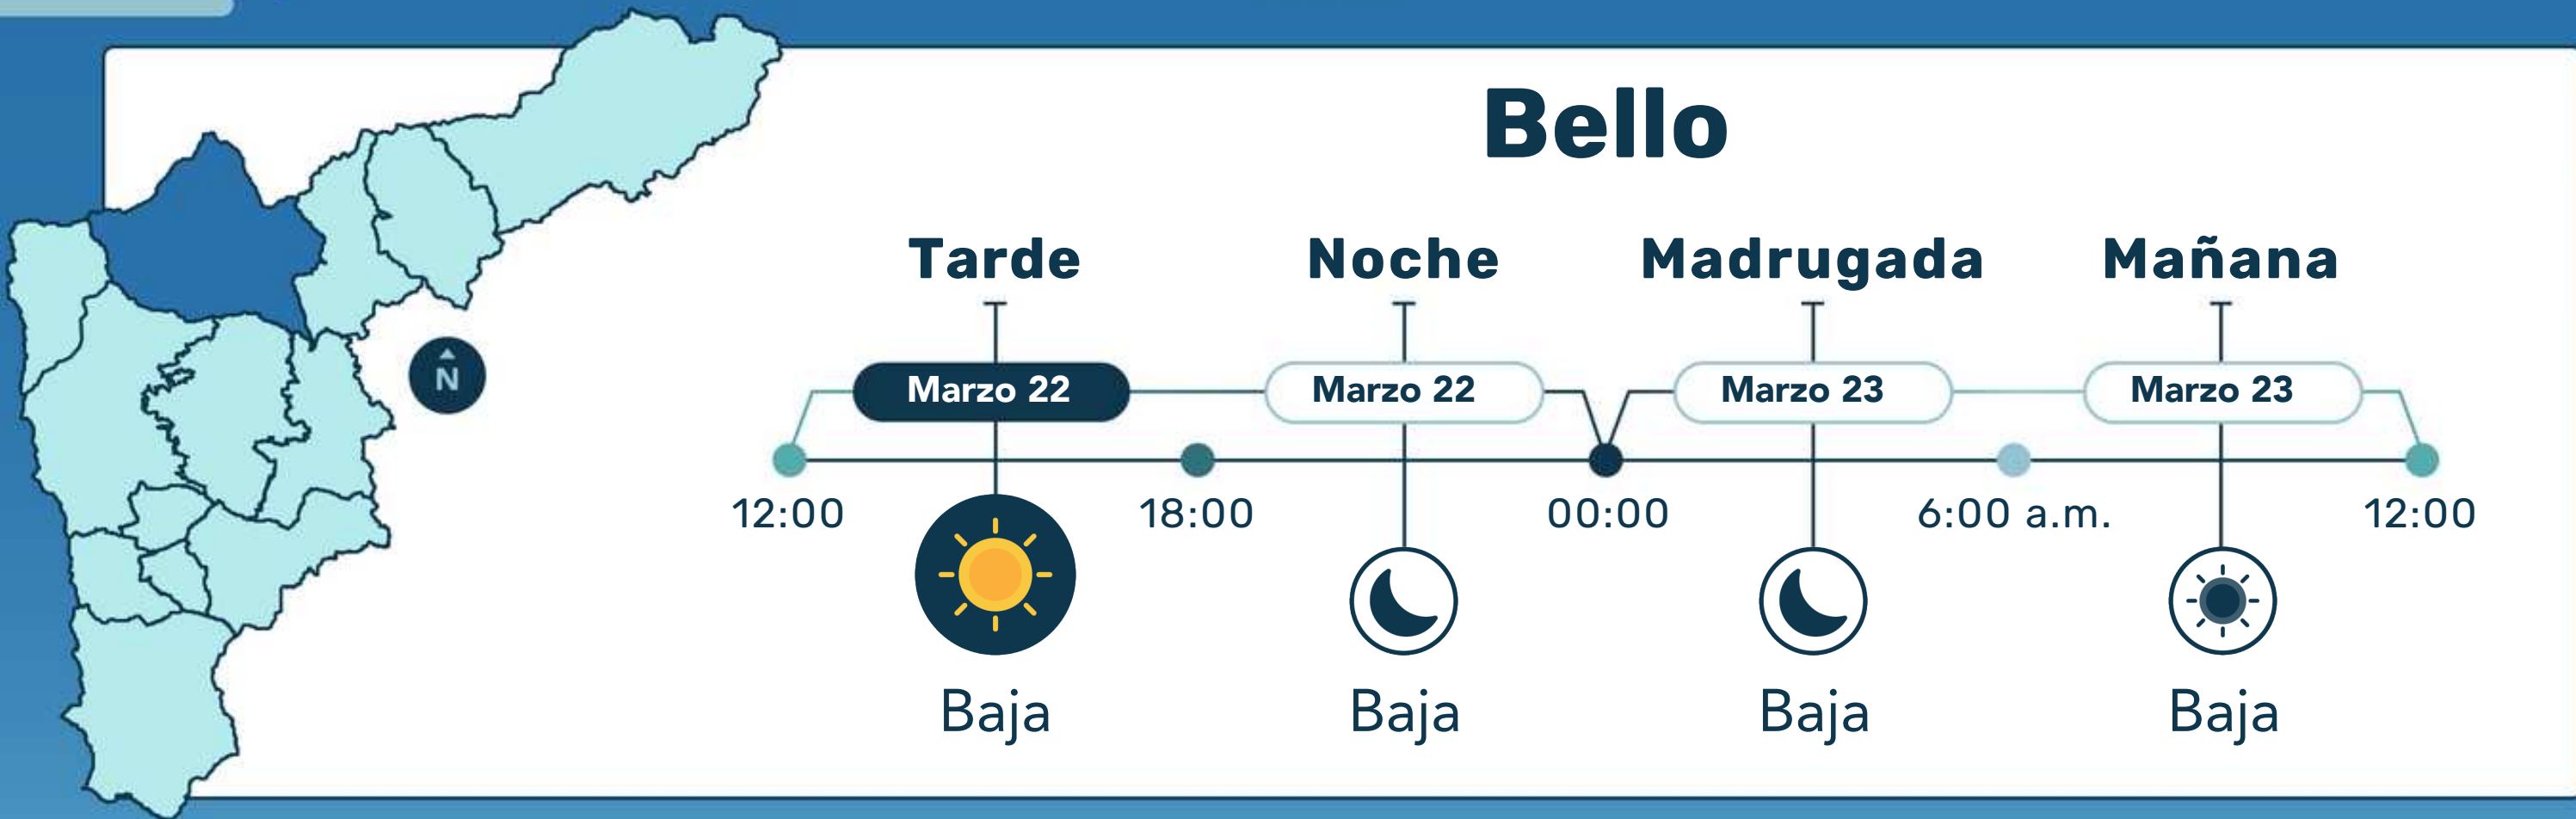 Bello
Tarde Noche Madrugada Mañana
Marzo 22 Marzo 22 Marzo 23 Marzo 23
N
12:00 18:00 00:00 6:00 a.m. 12:00
Baja Baja Baja Baja